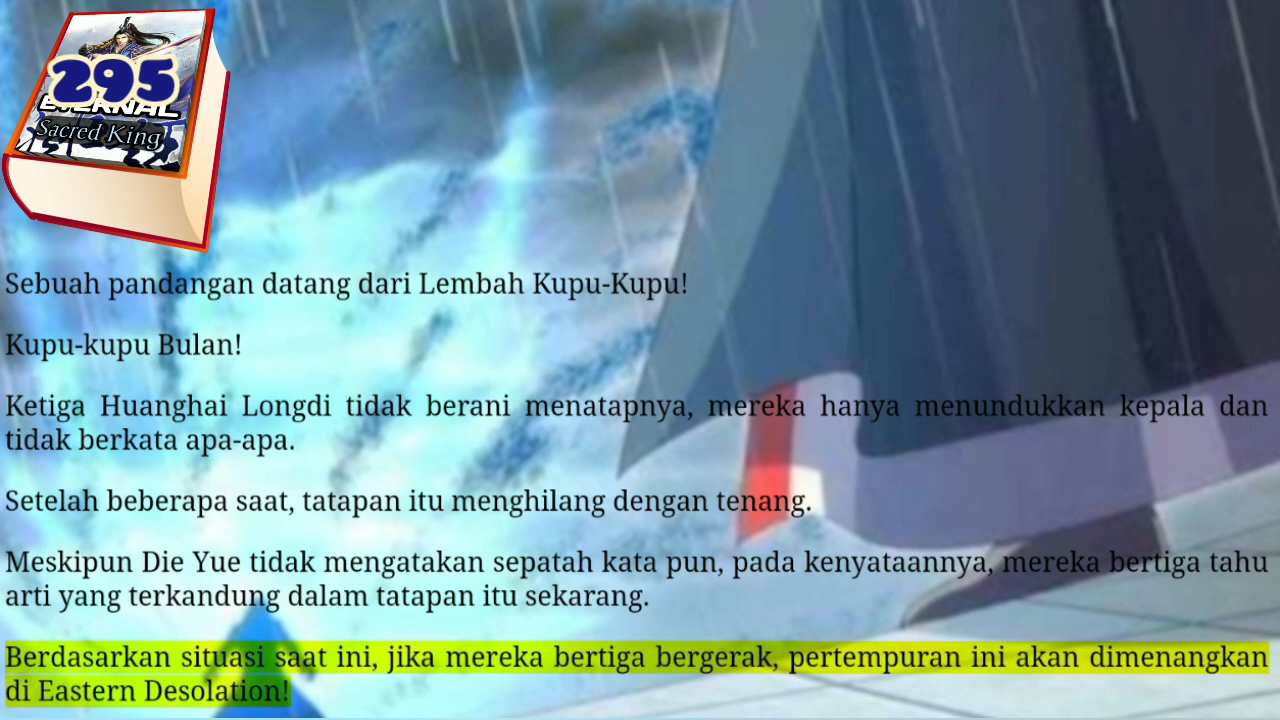 295
ETERNAL
Sacred King
Sebuah pandangan datang dari Lembah Kupu-Kupu!
Kupu-kupu Bulan!
Ketiga Huanghai Longdi tidak berani menatapnya, mereka hanya menundukkan kepala dan
tidak berkata apa-apa.
Setelah beberapa saat, tatapan itu menghilang dengan tenang.
Meskipun Die Yue tidak mengatakan sepatah kata pun, pada kenyataannya, mereka bertiga tahu
arti yang terkandung dalam tatapan itu sekarang.
Berdasarkan situasi saat ini, jika mereka bertiga bergerak, pertempuran ini akan dimenangkan
di Eastern Desolation!